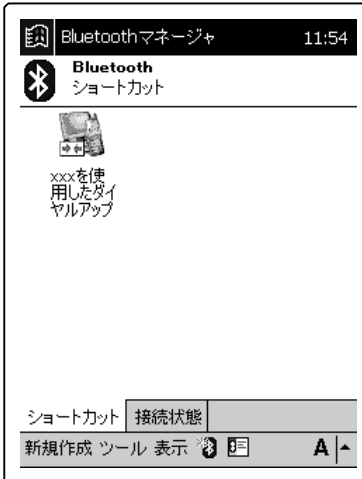 Bluetoothマネージャ 11:54
Bluetooth
ショートカット
xxxを使
用したダイ
ヤルアップ
ショートカット 接続状態
新規作成 ツール 表示 A